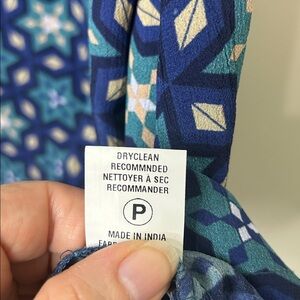 DRYCLEAN
RECOMMNDED
NETTOYER A SEC
RECOMMANDER
P
MADE IN INDIA